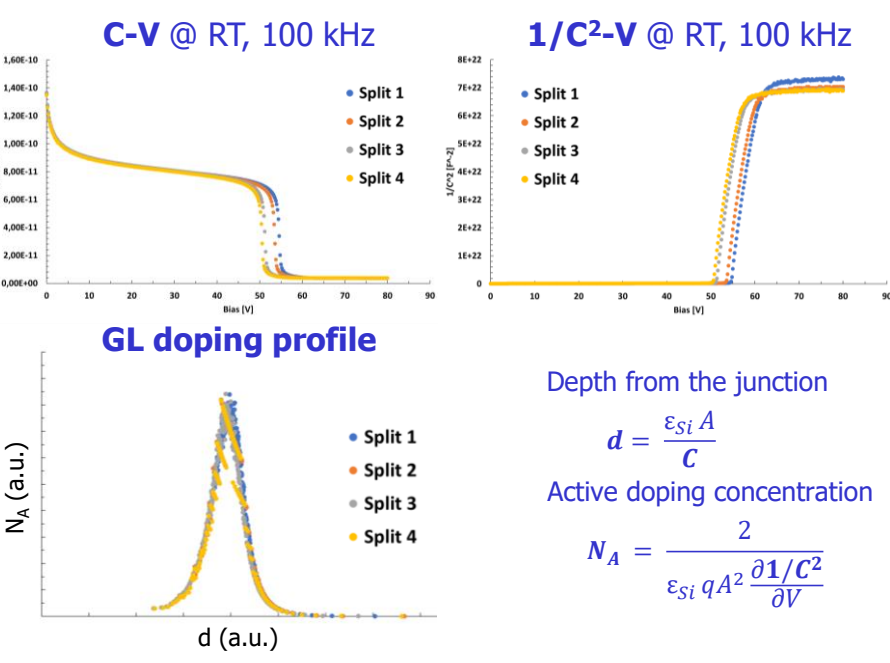 C-V @ RT, 100 kHz
1,60E-10
1,40E-10
1,20E-10
1,00E-10
8,00E-11
6,00E-11
4,00E-11
2,00E-11
0,00E+00
Split 1
Split 2
Split 3
Split 4
0 10 20 30 40 50 60 70 80 90
Bias [V]
1/C²-V @ RT, 100 kHz
8E+22
7E+22
6E+22
5E+22
4E+22
3E+22
2E+22
1E+22
0
1/C^2 [F^-2]
Split 1
Split 2
Split 3
Split 4
0 10 20 30 40 50 60 70 80 90
Bias [V]
GL doping profile
N_A (a.u.)
Split 1
Split 2
Split 3
Split 4
d (a.u.)
Depth from the junction
d = ε_Si A / C
Active doping concentration
N_A = 2 / (ε_Si qA² ∂1/C² / ∂V)